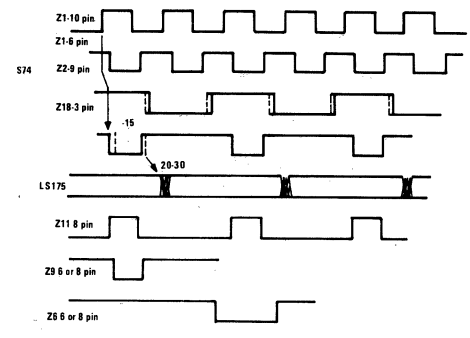 Z1-10 pin
Z1-6 pin
S74 Z2-9 pin
Z18-3 pin
-15
20-30
LS175
Z11 8 pin
Z9 6 or 8 pin
Z6 6 or 8 pin